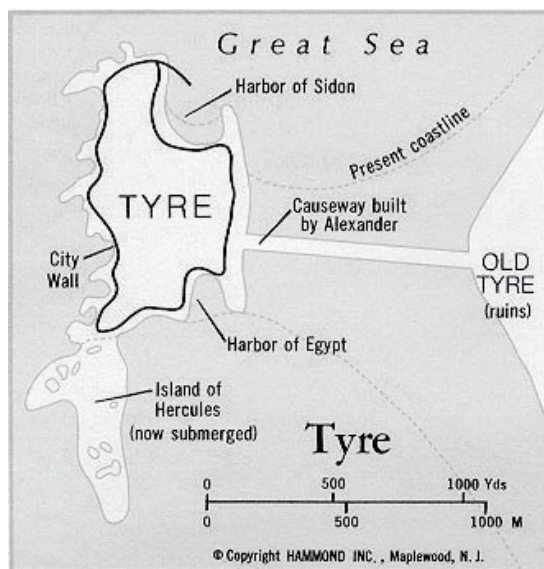 Great Sea
Harbor of Sidon
Present coastline
TYRE
Causeway built
by Alexander
City
Wall
OLD
TYRE
(ruins)
Harbor of Egypt
Island of
Hercules
(now submerged)
Tyre
0 500 1000 Yds
0 500 1000 M
© Copyright HAMMOND INC., Maplewood, N. J.